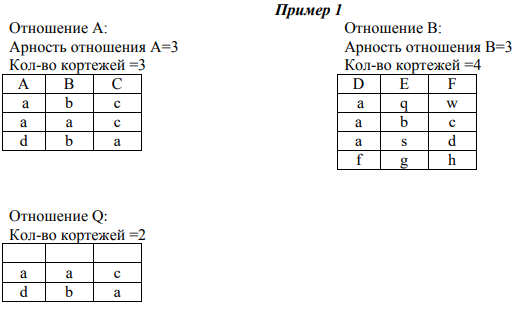 Пример 1
Отношение A:
Арность отношения A=3
Кол-во кортежей =3
A B C
a b c
a a c
d b a
Отношение B:
Арность отношения B=3
Кол-во кортежей =4
D E F
a q w
a b c
a s d
f g h
Отношение Q:
Кол-во кортежей =2
a a c
d b a